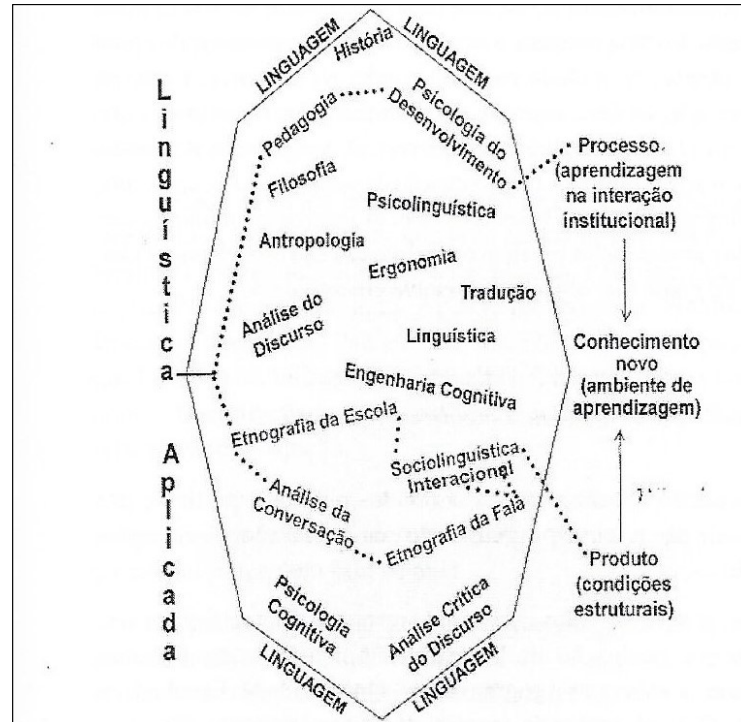 LINGUAGEM
LINGUAGEM
História
Linguística
Aplicada
Pedagogia
Psicologia do
Desenvolvimento
Filosofia
Psicolinguística
Antropologia
Ergonomia
Tradução
Análise do
Discurso
Linguística
Engenharia Cognitiva
Etnografia da Escola
Sociolinguística
Interacional
Análise da
Conversação
Etnografia da Fala
Psicologia
Cognitiva
Análise Crítica
do Discurso
LINGUAGEM
LINGUAGEM
Processo
(aprendizagem
na interação
institucional)
Conhecimento
novo
(ambiente de
aprendizagem)
Produto
(condições
estruturais)